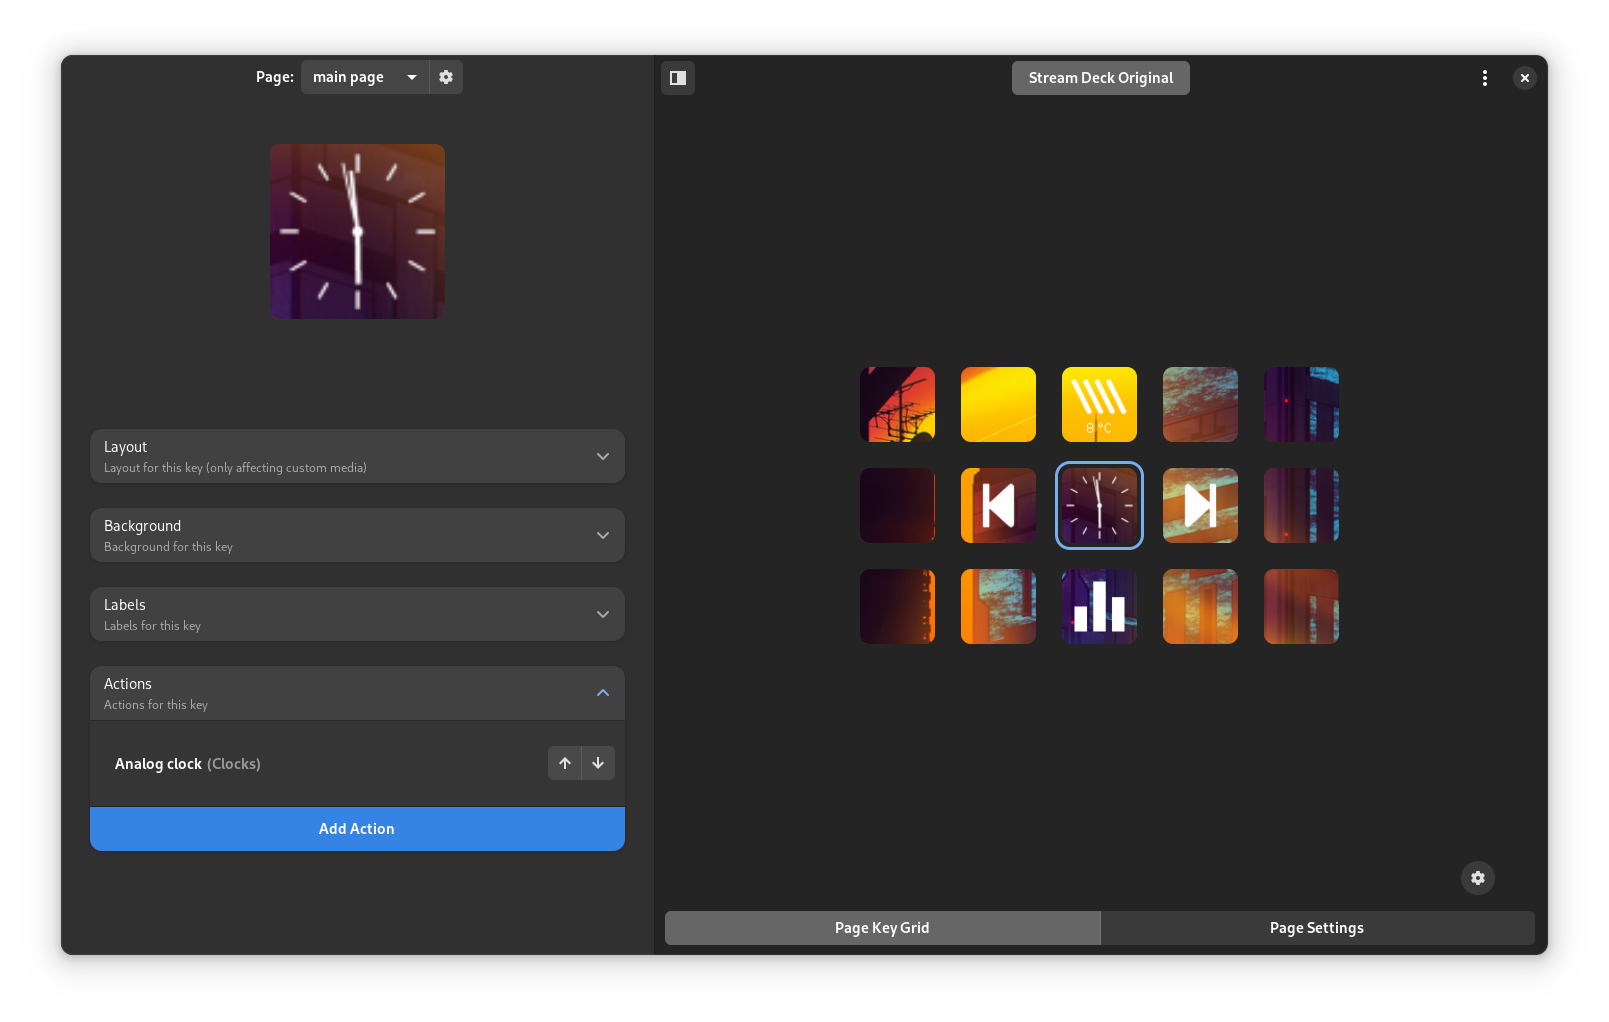 Page: main page
Stream Deck Original
Layout
Layout for this key (only affecting custom media)
Background
Background for this key
Labels
Labels for this key
Actions
Actions for this key
Analog clock (Clocks)
Add Action
8 °C
Page Key Grid
Page Settings